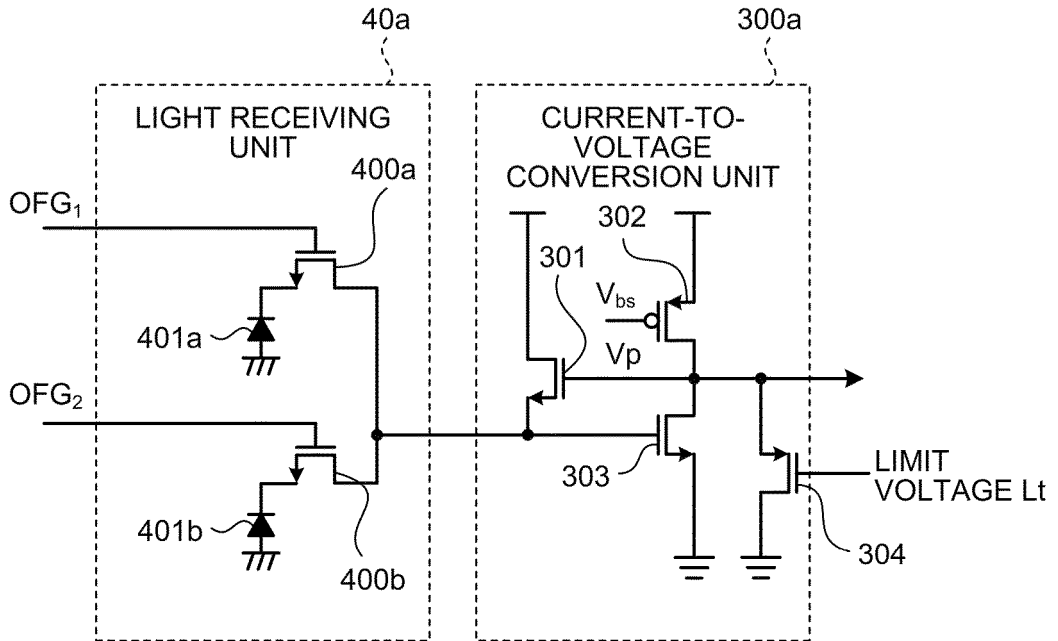 40a
300a
LIGHT RECEIVING
UNIT
CURRENT-TO-
VOLTAGE
CONVERSION UNIT
400a
OFG₁
302
301
V_bs
401a
Vp
OFG₂
303
LIMIT
VOLTAGE Lt
401b
304
400b